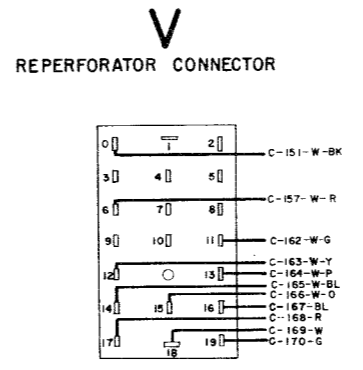 V
REPERFORATOR CONNECTOR
0 1 2
C-151-W-BK
3 4 5
C-157-W-R
6 7 8
9 10 11 C-162-W-G
C-163-W-Y
12 13 C-164-W-P
C-165-W-BL
C-166-W-O
14 15 16 C-167-BL
C-168-R
C-169-W
17 18 19 C-170-G